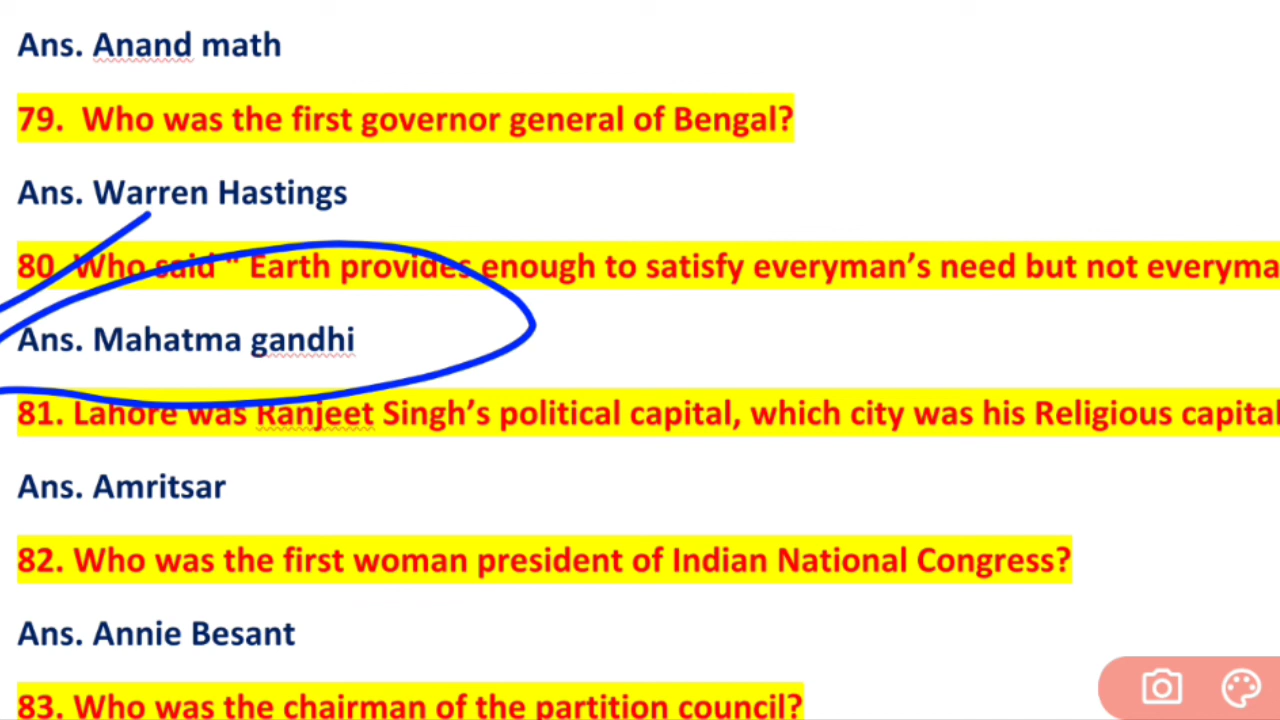 Ans. Anand math
79. Who was the first governor general of Bengal?
Ans. Warren Hastings
80. Who said “ Earth provides enough to satisfy everyman’s need but not everyma
Ans. Mahatma gandhi
81. Lahore was Ranjeet Singh’s political capital, which city was his Religious capital
Ans. Amritsar
82. Who was the first woman president of Indian National Congress?
Ans. Annie Besant
83. Who was the chairman of the partition council?